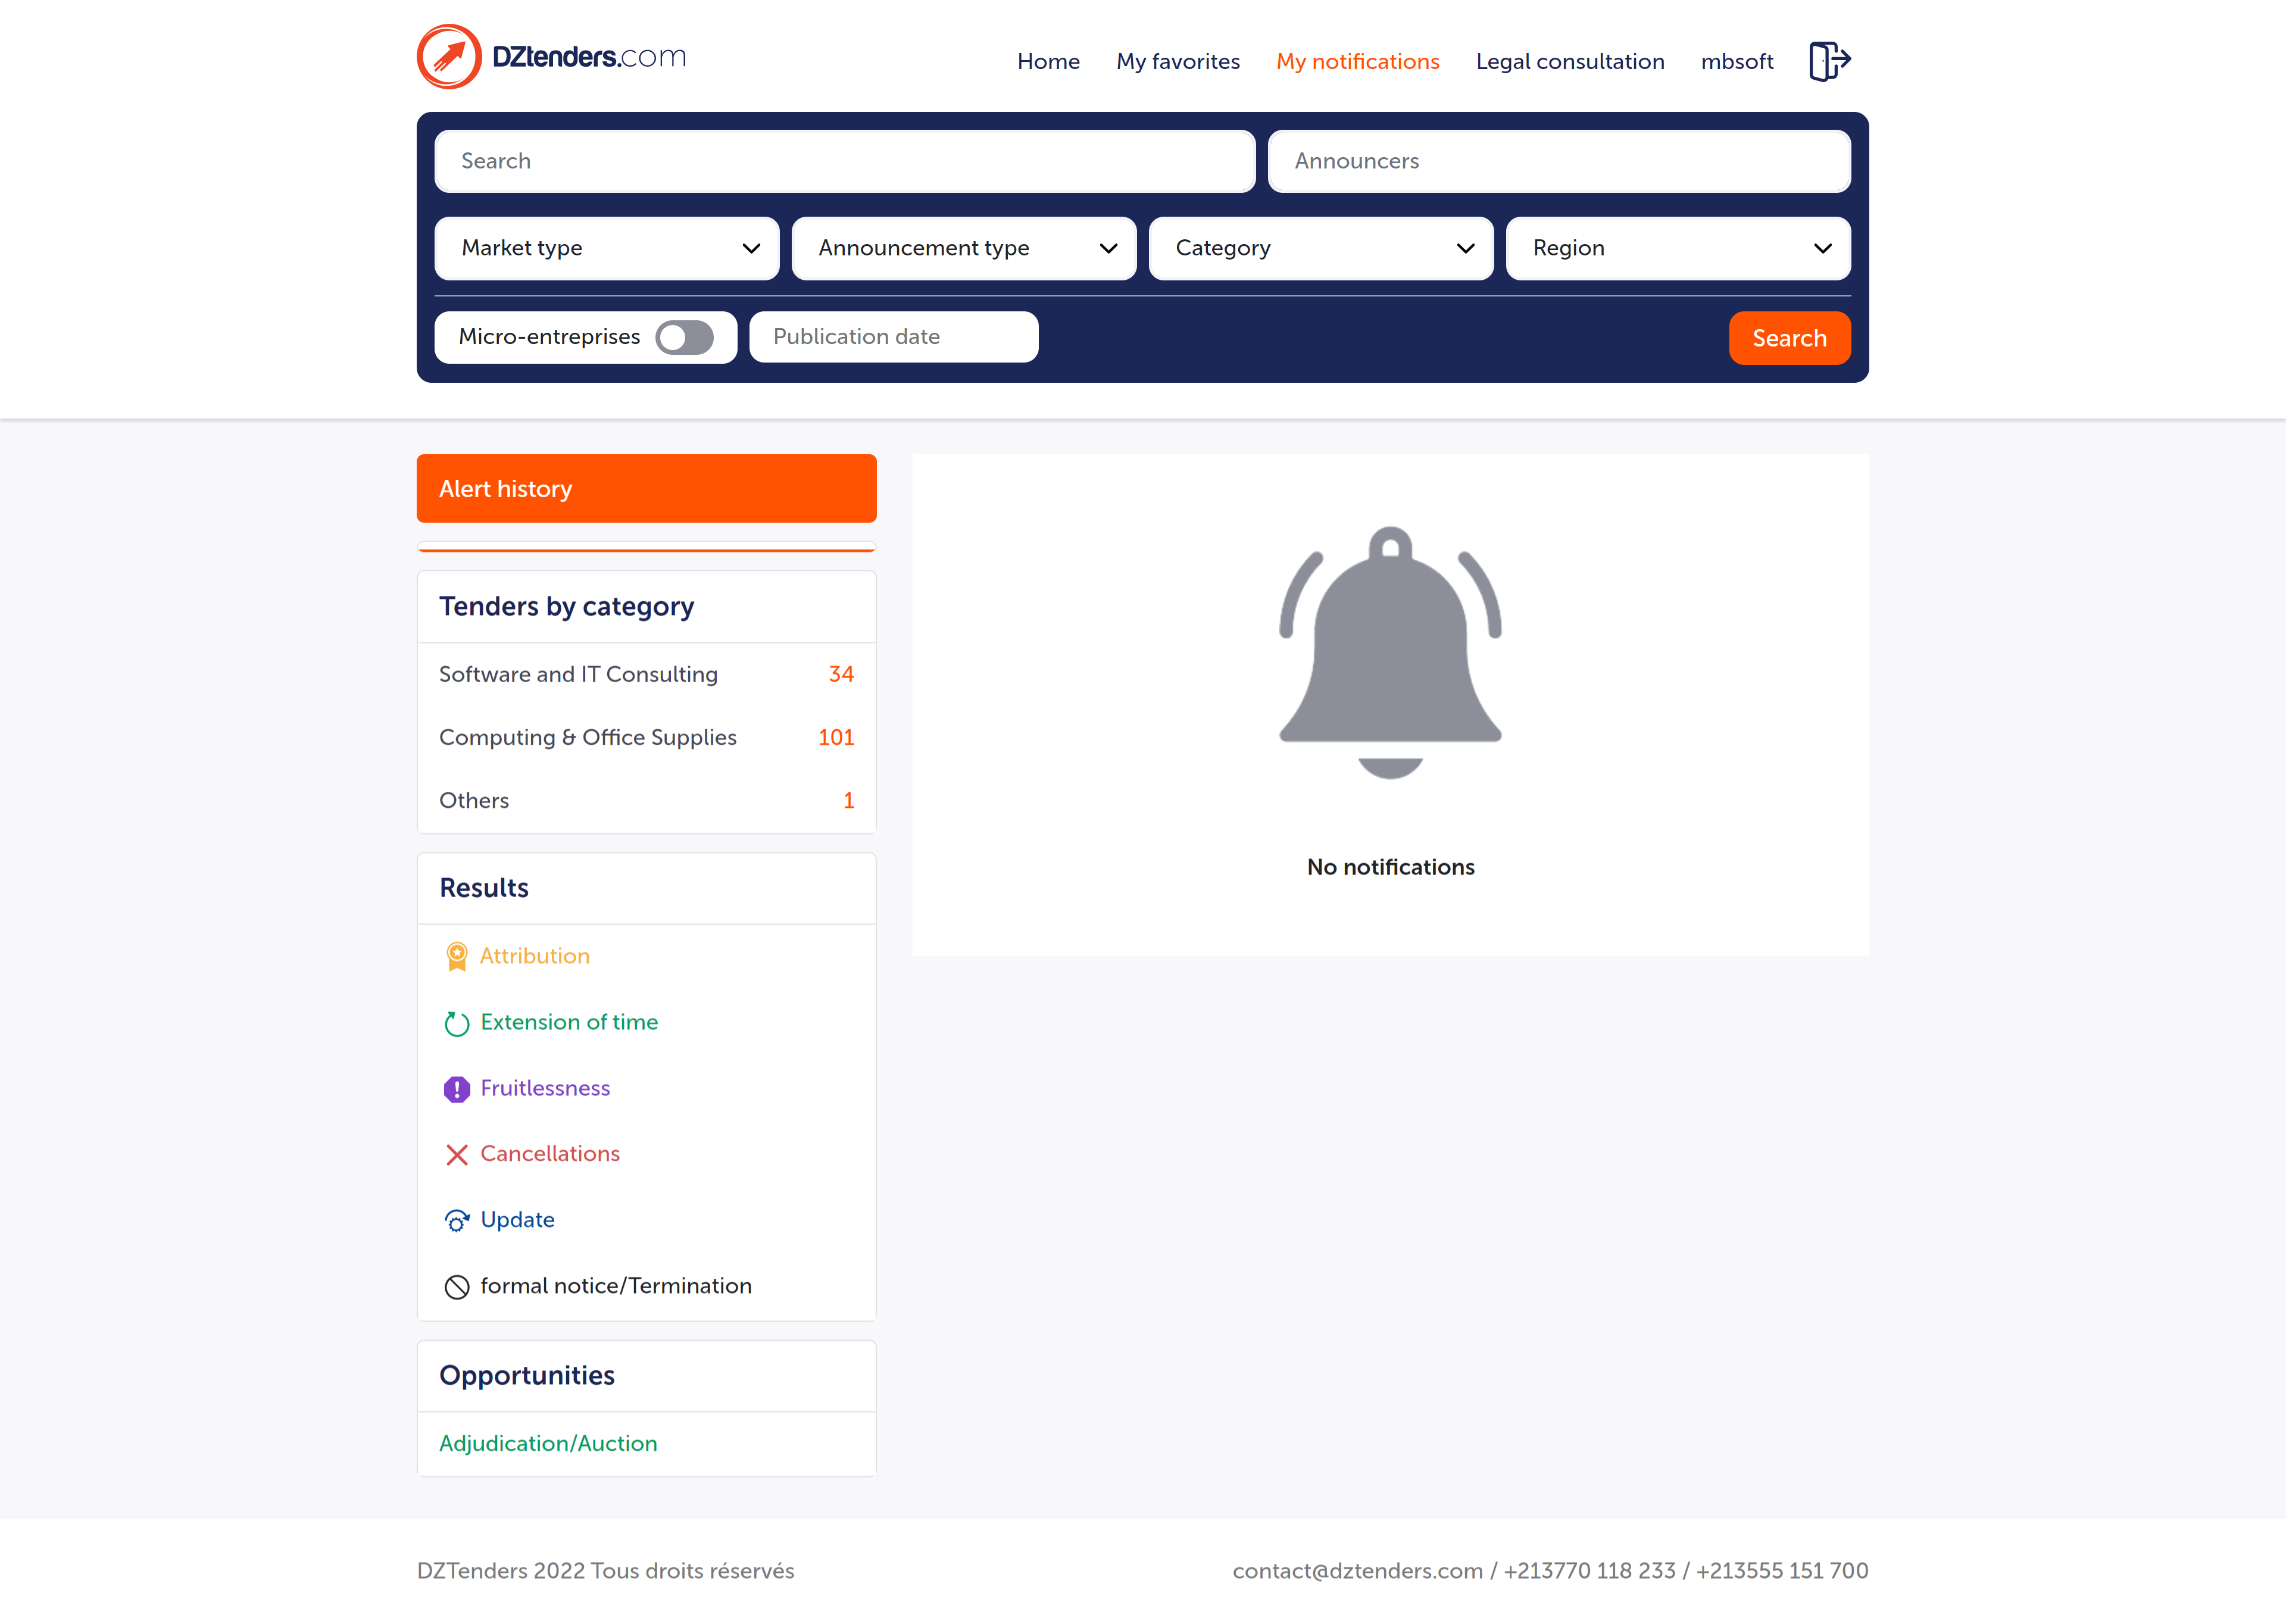 DZtenders.com
Home My favorites My notifications Legal consultation mbsoft
Search Announcers
Market type Announcement type Category Region
Micro-entreprises Publication date Search
Alert history
Tenders by category
Software and IT Consulting 34
Computing & Office Supplies 101
Others 1
Results
Attribution
Extension of time
Fruitlessness
Cancellations
Update
formal notice/Termination
Opportunities
Adjudication/Auction
No notifications
DZTenders 2022 Tous droits réservés
contact@dztenders.com / +213770 118 233 / +213555 151 700